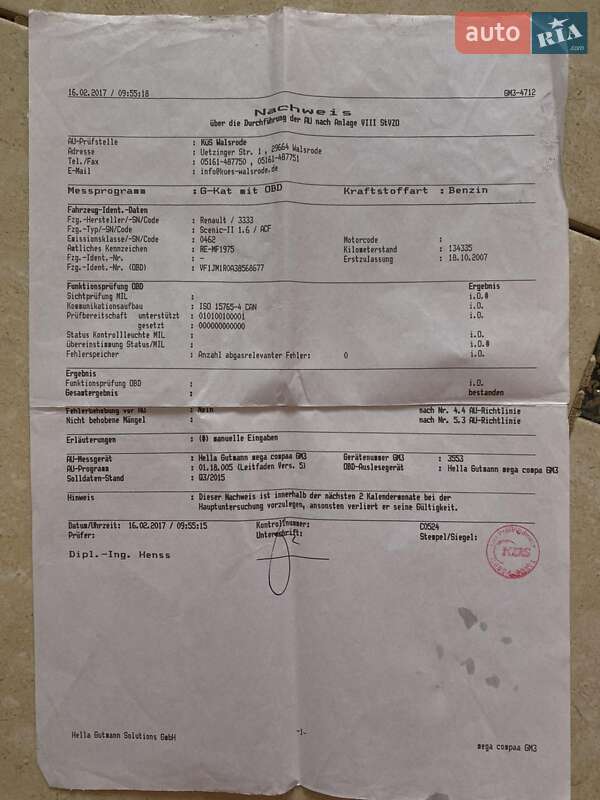 auto RIA .com
16.02.2017 / 09:55:18 GM3-4712
Nachweis
über die Durchführung der AU nach Anlage VIII StVZO
AU-Prüfstelle : KüS Walsrode
Adresse : Uetzinger Str. 1 , 29664 Walsrode
Tel./Fax : 05161-487750 , 05161-487751
E-Mail : info@kues-walsrode.de
Messprogramm : G-Kat mit OBD Kraftstoffart : Benzin
Fahrzeug-Ident.-Daten
Fzg.-Hersteller/-SN/Code : Renault / 3333
Fzg.-Typ/-SN/Code : Scenic-II 1.6 / ACF
Emissionsklasse/-SN/Code : 0462 Motorcode :
Amtliches Kennzeichen : RE-MF1975 Kilometerstand : 134335
Fzg.-Ident.-Nr. : - Erstzulassung : 18.10.2007
Fzg.-Ident.-Nr. (OBD) : VF1JM1R0A38568677
Funktionsprüfung OBD Ergebnis
Sichtprüfung MIL : i.O.@
Kommunikationsaufbau : ISO 15765-4 CAN i.O.
Prüfbereitschaft unterstützt : 010100100001 i.O.
gesetzt : 000000000000
Status Kontrollleuchte MIL : i.O.
übereinstimmung Status/MIL : i.O.@
Fehlerspeicher : Anzahl abgasrelevanter Fehler: 0 i.O.
Ergebnis
Funktionsprüfung OBD : i.O.
Gesamtergebnis : bestanden
Fehlerbehebung vor AU : Nein nach Nr. 4.4 AU-Richtlinie
Nicht behobene Mängel : nach Nr. 5.3 AU-Richtlinie
Erläuterungen : (@) manuelle Eingaben
AU-Messgerät : Hella Gutmann mega compaa GM3 Gerätenummer GM3 : 3553
AU-Programm : 01.18.005 (Leitfaden Vers. 5) OBD-Auslesegerät : Hella Gutmann mega compaa GM3
Solldaten-Stand : Q3/2015
Hinweis : Dieser Nachweis ist innerhalb der nächsten 2 Kalendermonate bei der
Hauptuntersuchung vorzulegen, ansonsten verliert er seine Gültigkeit.
Datum/Uhrzeit: 16.02.2017 / 09:55:15 Kontrollnummer: C0524
Prüfer: Unterschrift: Stempel/Siegel:
Dipl.-Ing. Henss
KÜS
Hella Gutmann Solutions GmbH -1- mega compaa GM3